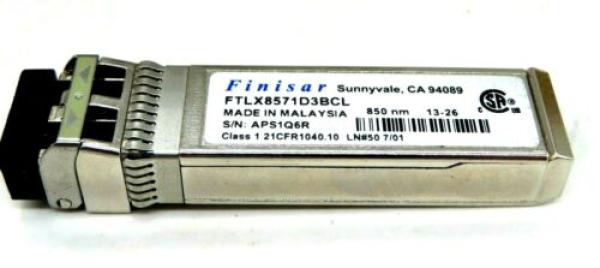 Finisar Sunnyvale, CA 94089
FTLX8571D3BCL
MADE IN MALAYSIA 850 nm 13-26
S/N: APS1Q6R
Class 1 21CFR1040.10 LN#50 7/01